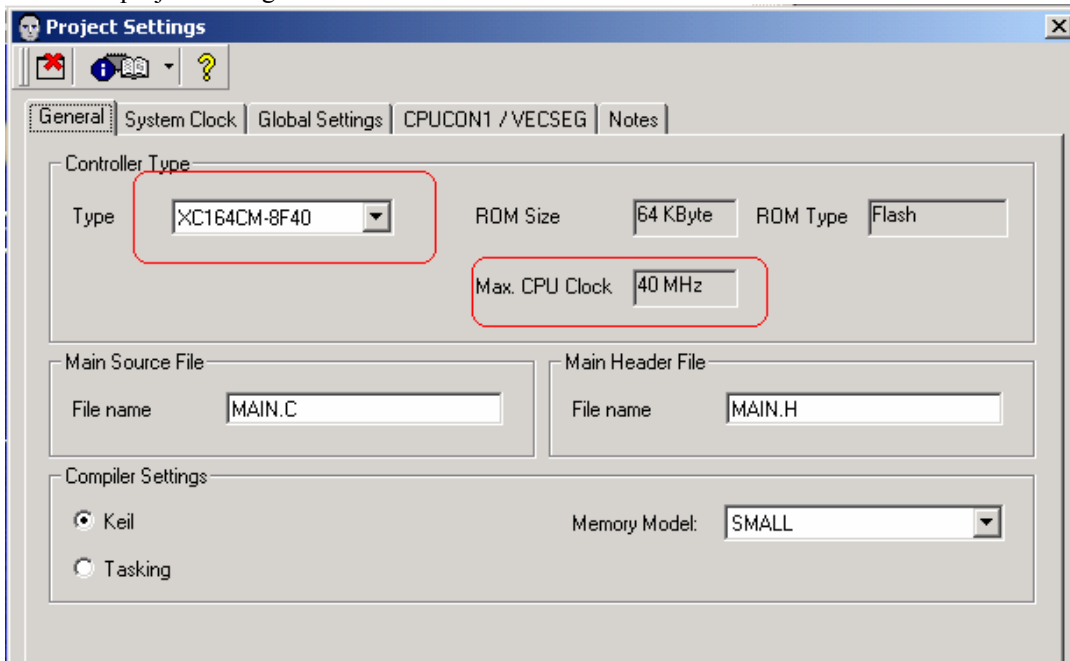 Project Settings
General System Clock Global Settings CPUCON1 / VECSEG Notes
Controller Type
Type XC164CM-8F40 ROM Size 64 KByte ROM Type Flash
Max. CPU Clock 40 MHz
Main Source File Main Header File
File name MAIN.C File name MAIN.H
Compiler Settings
Keil Memory Model: SMALL
Tasking